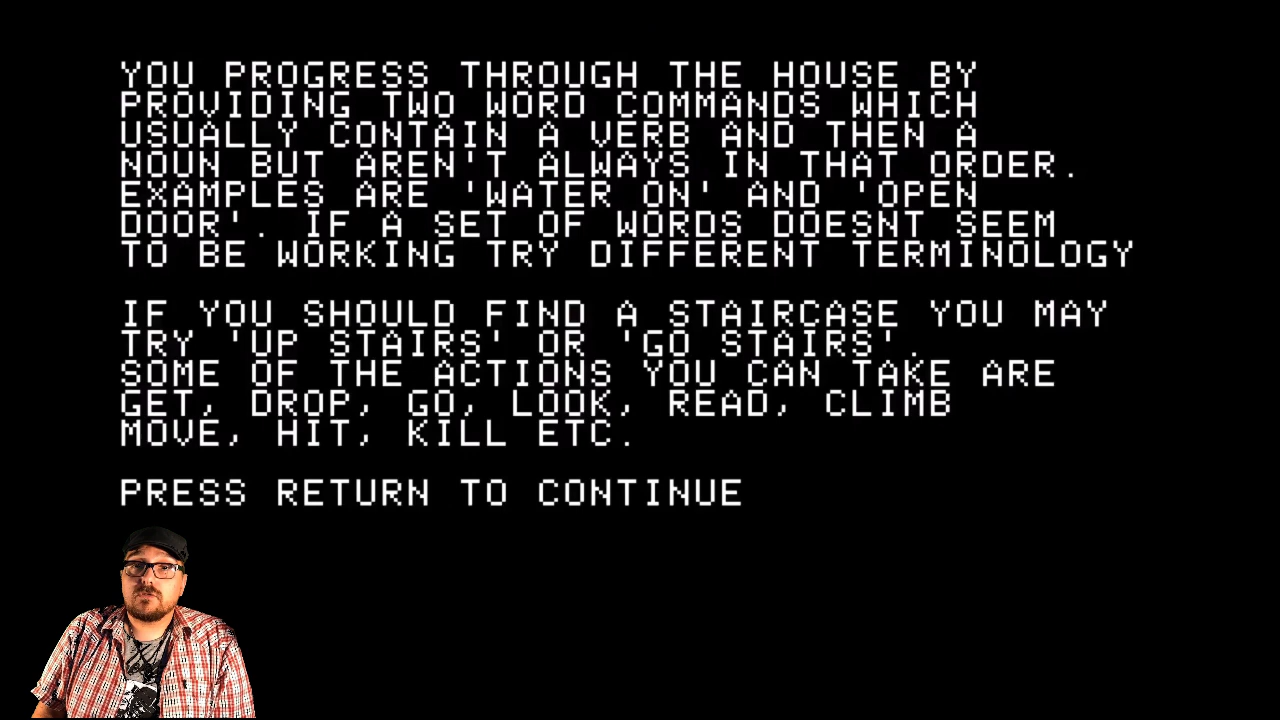 YOU PROGRESS THROUGH THE HOUSE BY
PROVIDING TWO WORD COMMANDS WHICH
USUALLY CONTAIN A VERB AND THEN A
NOUN BUT AREN'T ALWAYS IN THAT ORDER.
EXAMPLES ARE 'WATER ON' AND 'OPEN
DOOR'. IF A SET OF WORDS DOESNT SEEM
TO BE WORKING TRY DIFFERENT TERMINOLOGY
IF YOU SHOULD FIND A STAIRCASE YOU MAY
TRY 'UP STAIRS' OR 'GO STAIRS'.
SOME OF THE ACTIONS YOU CAN TAKE ARE
GET, DROP, GO, LOOK, READ, CLIMB
MOVE, HIT, KILL ETC.
PRESS RETURN TO CONTINUE